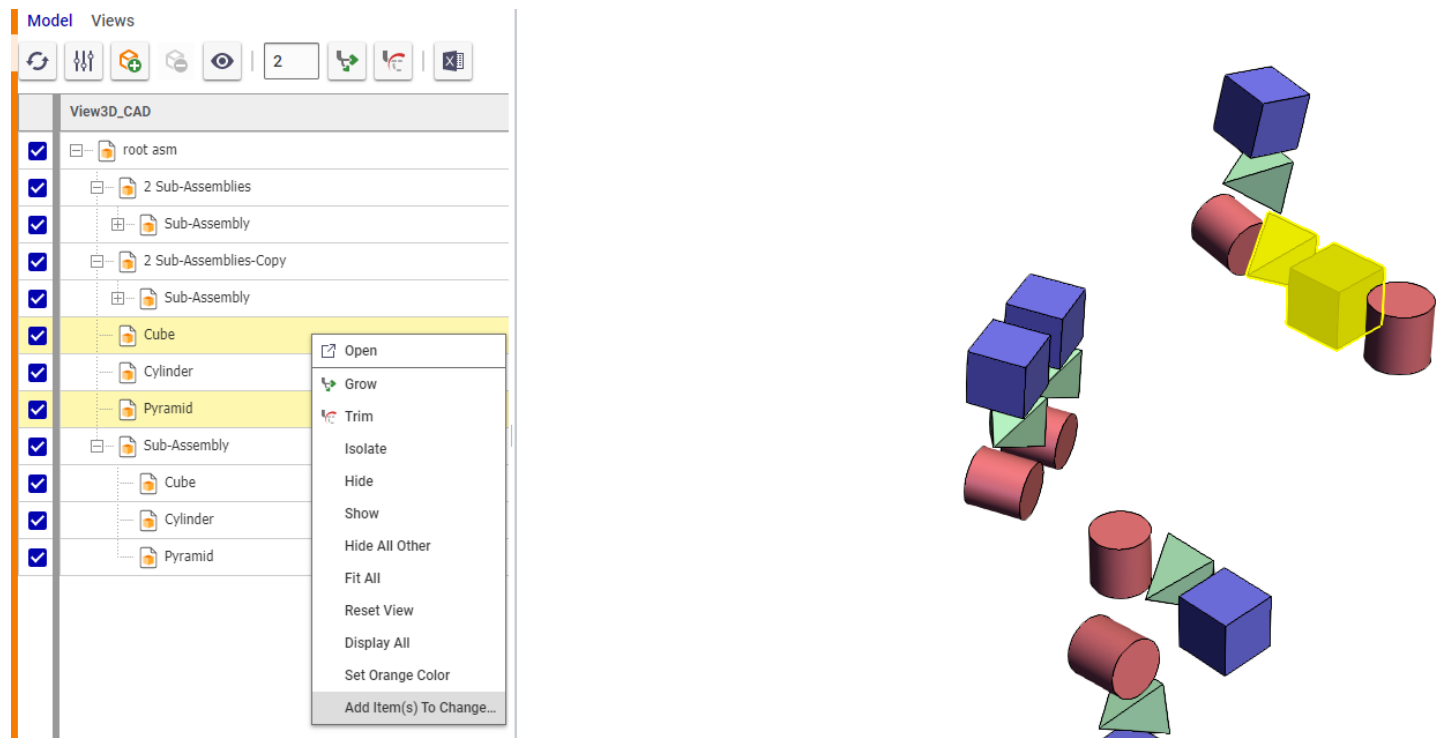 Model Views
2
View3D_CAD
root asm
2 Sub-Assemblies
Sub-Assembly
2 Sub-Assemblies-Copy
Sub-Assembly
Cube
Cylinder
Pyramid
Sub-Assembly
Cube
Cylinder
Pyramid
Open
Grow
Trim
Isolate
Hide
Show
Hide All Other
Fit All
Reset View
Display All
Set Orange Color
Add Item(s) To Change...